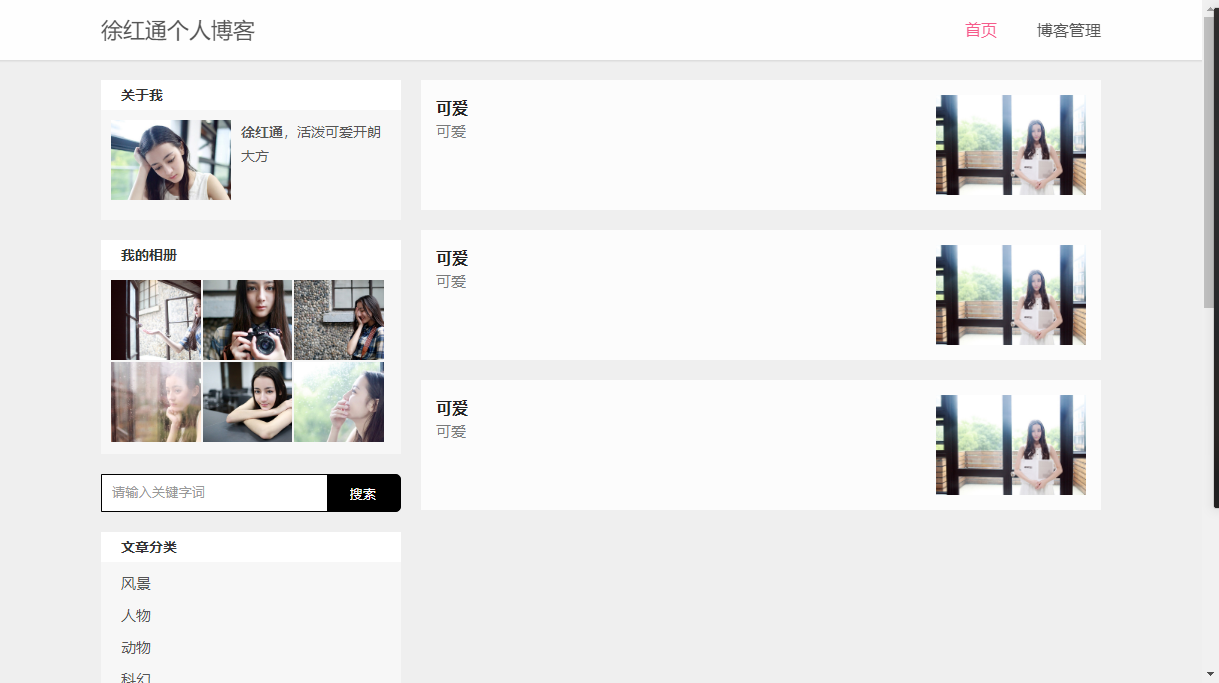 徐红通个人博客
首页
博客管理
关于我
徐红通，活泼可爱开朗
大方
我的相册
请输入关键字词
搜索
文章分类
风景
人物
动物
科幻
可爱
可爱
可爱
可爱
可爱
可爱